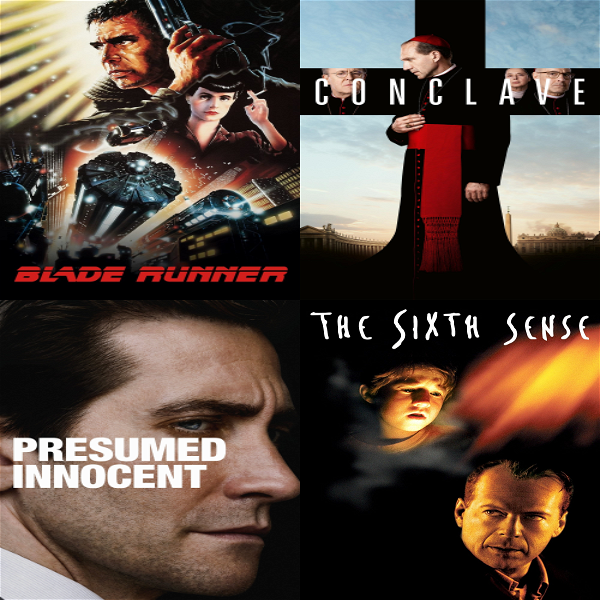 BLADE RUNNER
CONCLAVE
PRESUMED
INNOCENT
THE SIXTH SENSE